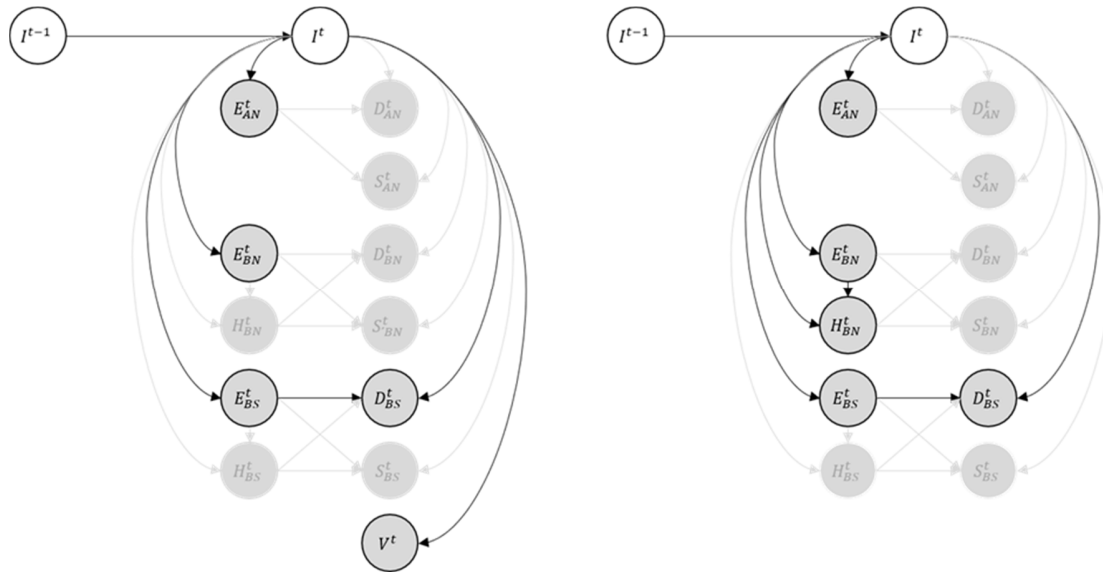 I^{t-1} I^t I^{t-1} I^t
E^t_{AN} D^t_{AN} E^t_{AN} D^t_{AN}
S^t_{AN} S^t_{AN}
E^t_{BN} D^t_{BN} E^t_{BN} D^t_{BN}
H^t_{BN} S^t_{BN} H^t_{BN} S^t_{BN}
E^t_{BS} D^t_{BS} E^t_{BS} D^t_{BS}
H^t_{BS} S^t_{BS} H^t_{BS} S^t_{BS}
V^t